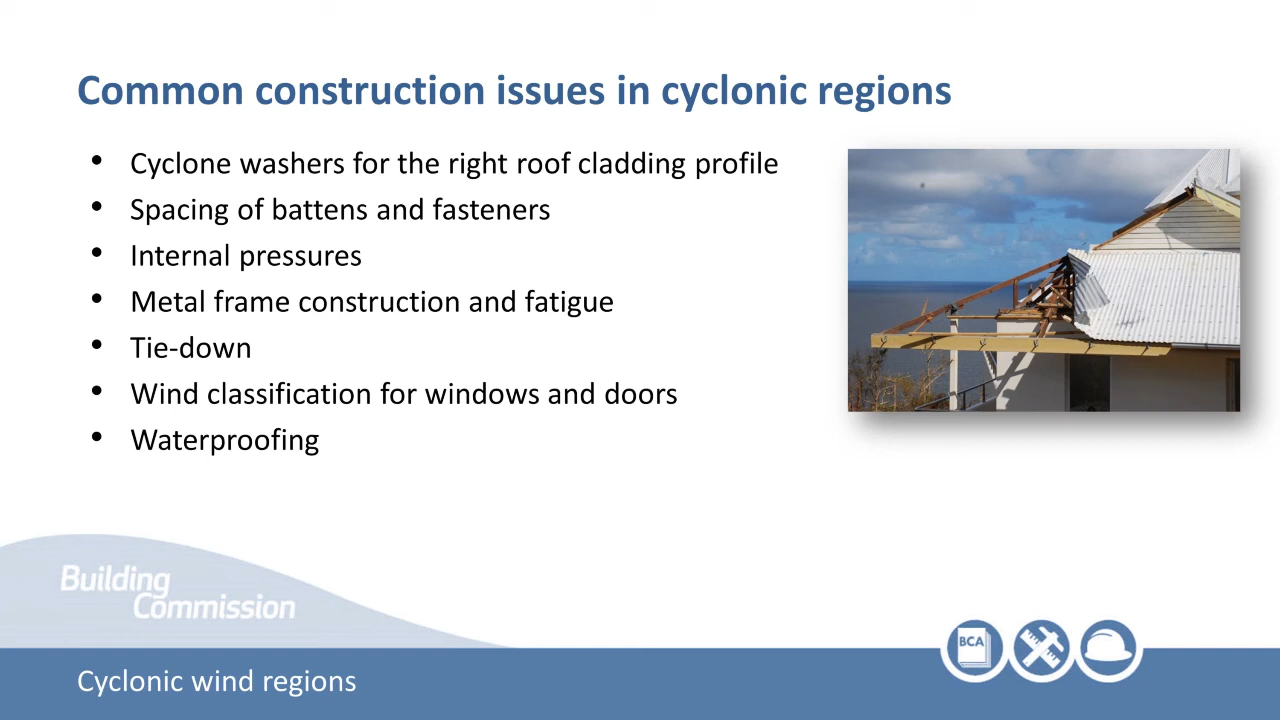 Common construction issues in cyclonic regions
• Cyclone washers for the right roof cladding profile
• Spacing of battens and fasteners
• Internal pressures
• Metal frame construction and fatigue
• Tie-down
• Wind classification for windows and doors
• Waterproofing
Building
Commission
BCA
Cyclonic wind regions